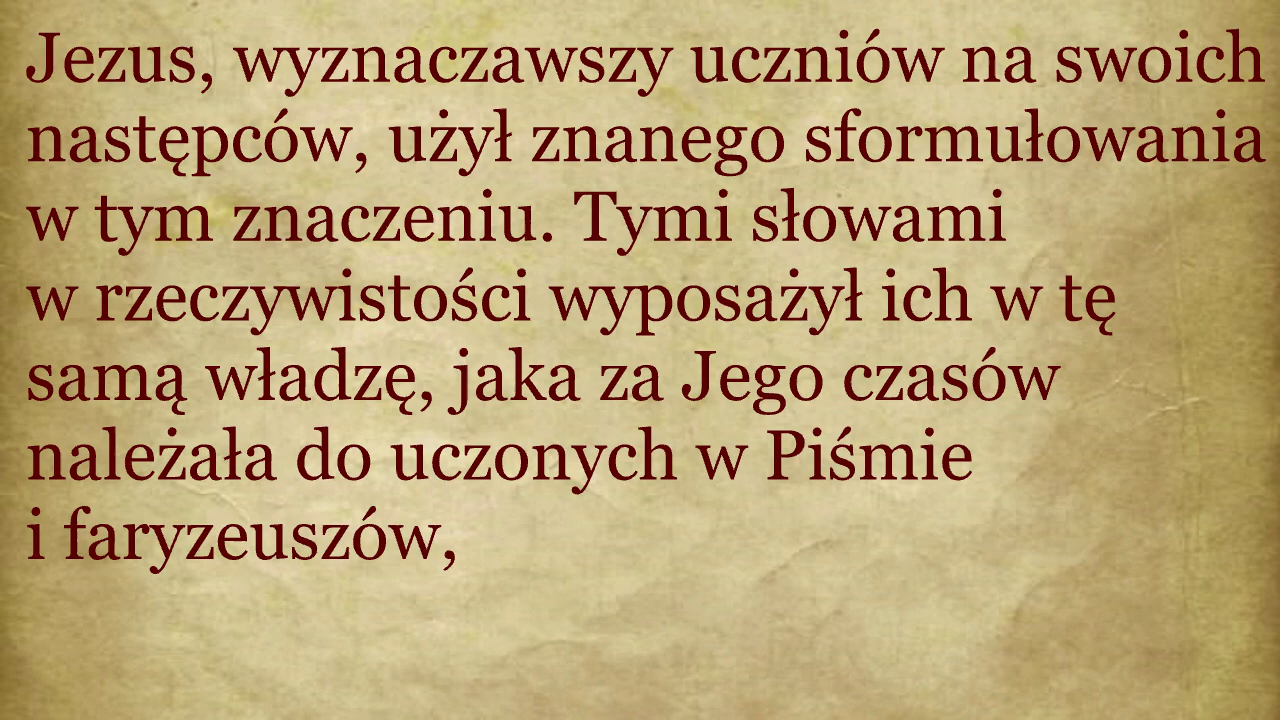 Jezus, wyznaczawszy uczniów na swoich
następców, użył znanego sformułowania
w tym znaczeniu. Tymi słowami
w rzeczywistości wyposażył ich w tę
samą władzę, jaka za Jego czasów
należała do uczonych w Piśmie
i faryzeuszów,